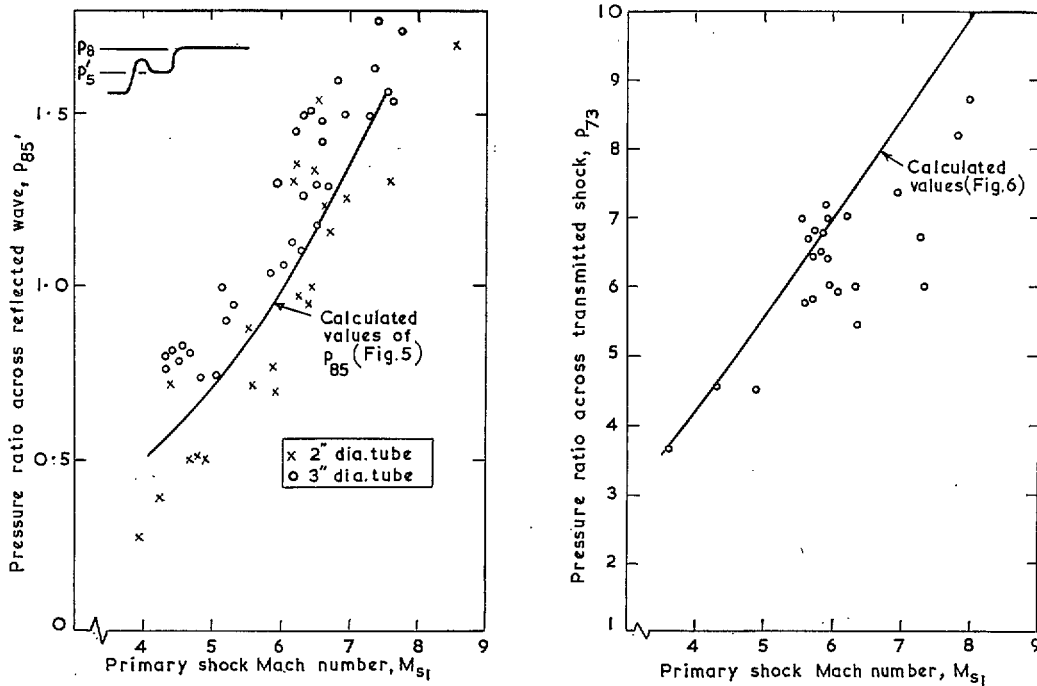 Pressure ratio across reflected wave, p85'
p8
p5'
1·5
1·0
0·5
0
Calculated
values of
p85 (Fig.5)
× 2" dia. tube
o 3" dia. tube
4 5 6 7 8 9
Primary shock Mach number, Ms1
Pressure ratio across transmitted shock, p73
10
9
8
7
6
5
4
3
2
1
Calculated
values (Fig.6)
4 5 6 7 8 9
Primary shock Mach number, Ms1